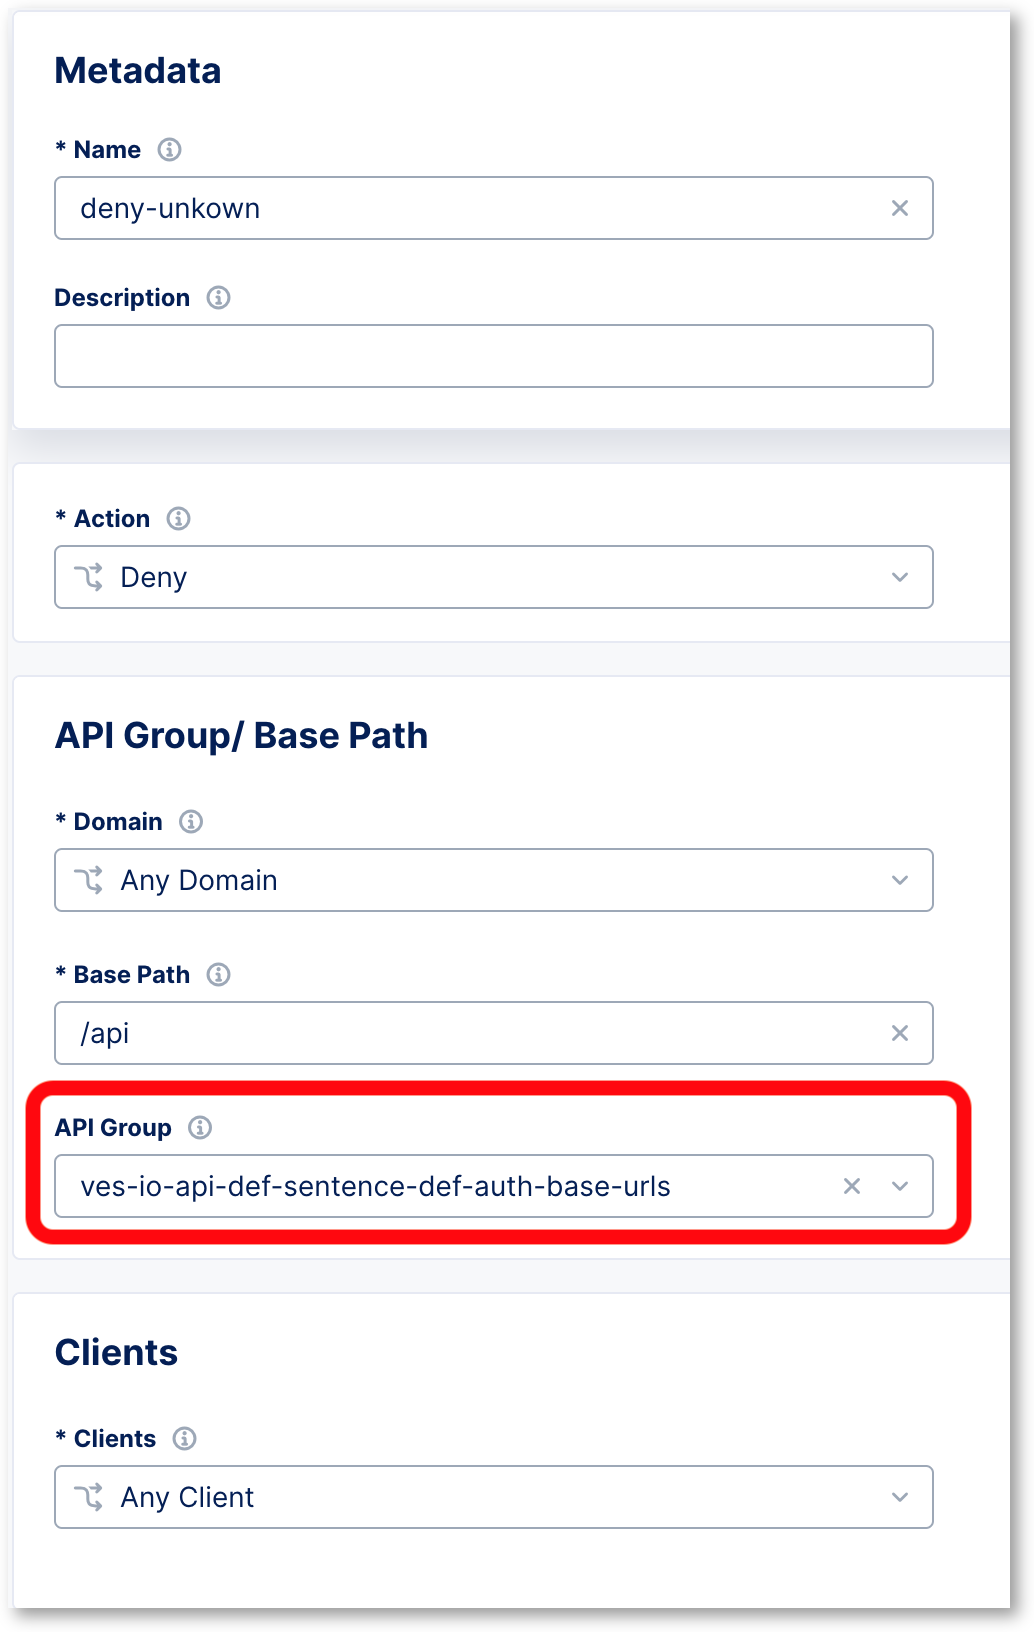 Metadata
* Name
deny-unkown
Description
* Action
Deny
API Group/ Base Path
* Domain
Any Domain
* Base Path
/api
API Group
ves-io-api-def-sentence-def-auth-base-urls
Clients
* Clients
Any Client